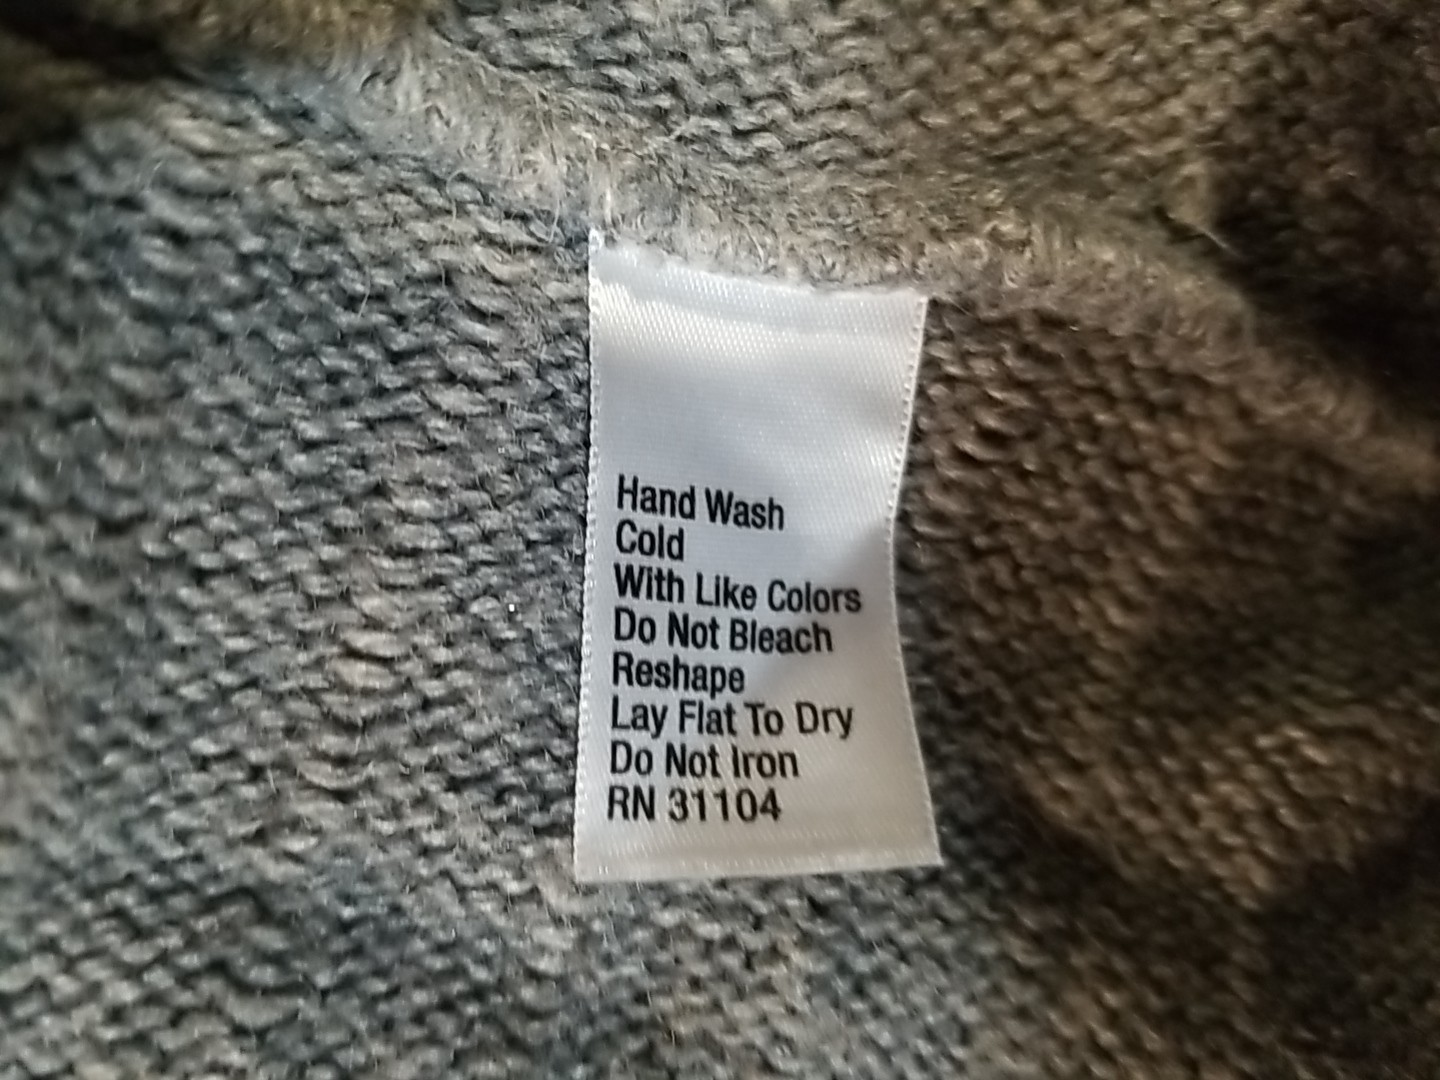 Hand Wash
Cold
With Like Colors
Do Not Bleach
Reshape
Lay Flat To Dry
Do Not Iron
RN 31104